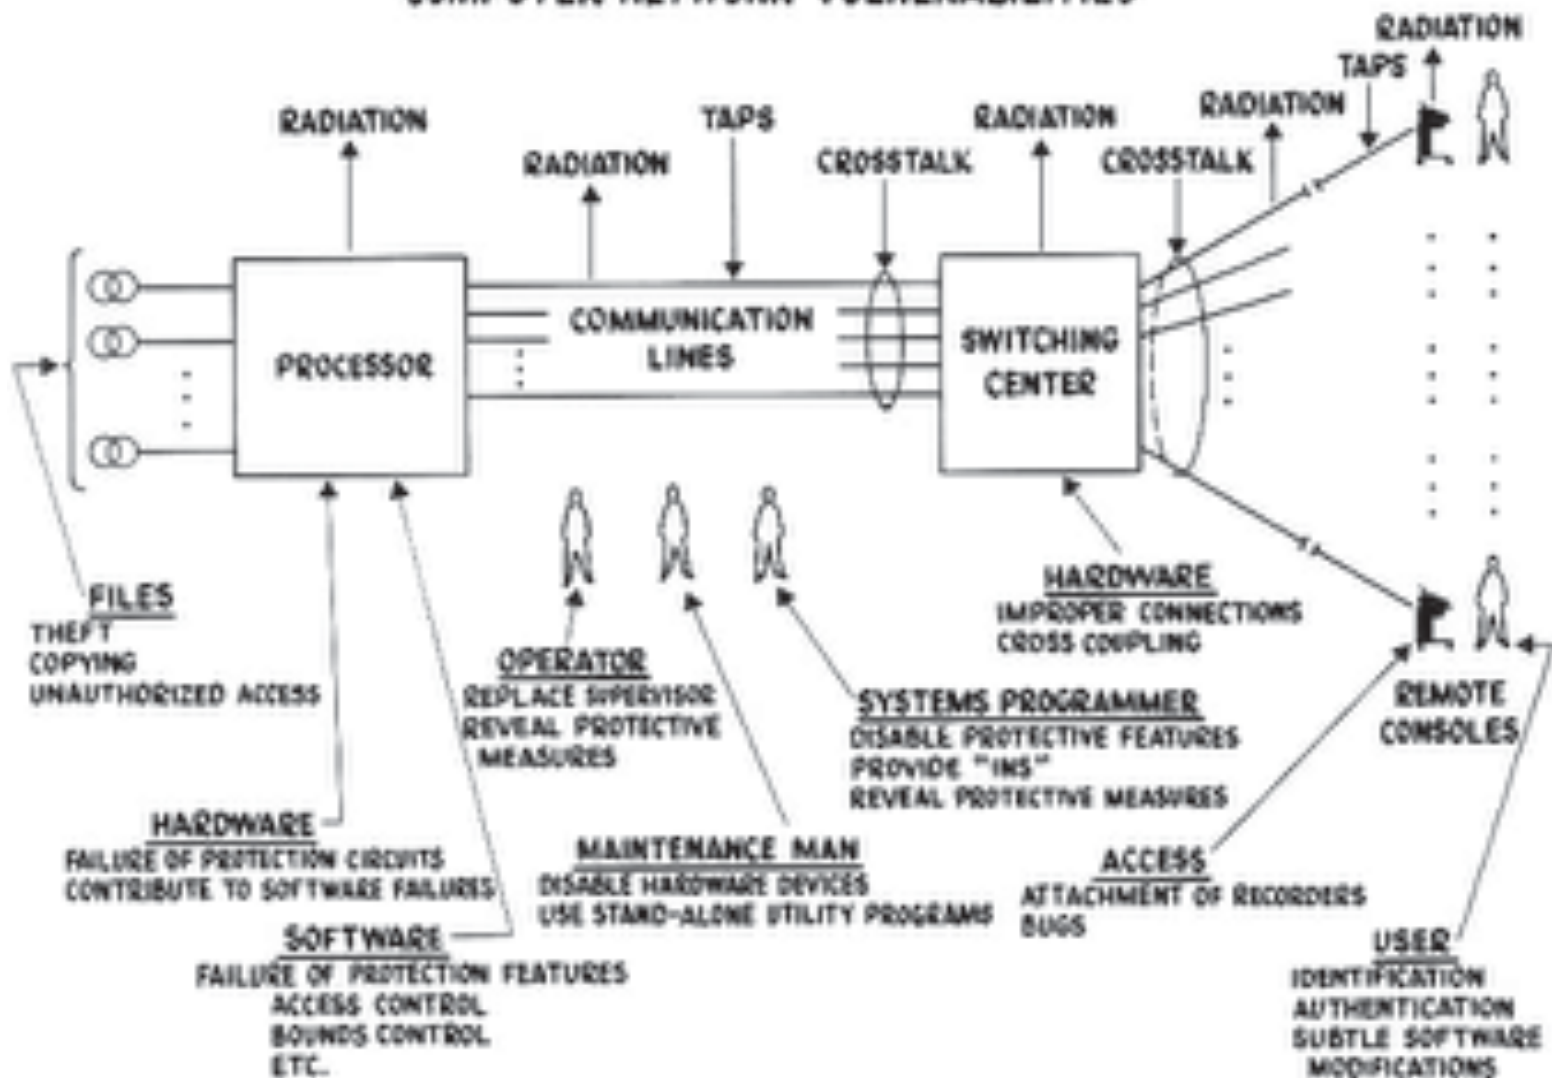 COMPUTER NETWORK VULNERABILITIES
RADIATION
TAPS
RADIATION
RADIATION
TAPS
RADIATION
RADIATION
CROSSTALK
CROSSTALK
PROCESSOR
COMMUNICATION
LINES
SWITCHING
CENTER
FILES
THEFT
COPYING
UNAUTHORIZED ACCESS
HARDWARE
IMPROPER CONNECTIONS
CROSS COUPLING
OPERATOR
REPLACE SUPERVISOR
REVEAL PROTECTIVE
MEASURES
SYSTEMS PROGRAMMER
DISABLE PROTECTIVE FEATURES
PROVIDE "INS"
REVEAL PROTECTIVE MEASURES
REMOTE
CONSOLES
HARDWARE
FAILURE OF PROTECTION CIRCUITS
CONTRIBUTE TO SOFTWARE FAILURES
MAINTENANCE MAN
DISABLE HARDWARE DEVICES
USE STAND-ALONE UTILITY PROGRAMS
ACCESS
ATTACHMENT OF RECORDERS
BUGS
SOFTWARE
FAILURE OF PROTECTION FEATURES
ACCESS CONTROL
BOUNDS CONTROL
ETC.
USER
IDENTIFICATION
AUTHENTICATION
SUBTLE SOFTWARE
MODIFICATIONS